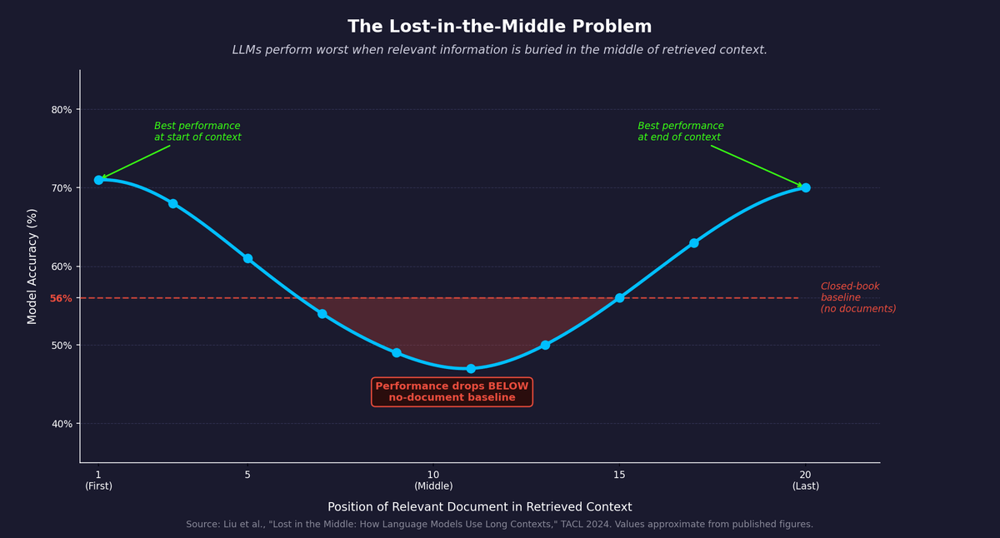 The Lost-in-the-Middle Problem
LLMs perform worst when relevant information is buried in the middle of retrieved context.
Model Accuracy (%)
80%
70%
60%
56%
50%
40%
Best performance
at start of context
Best performance
at end of context
Closed-book
baseline
(no documents)
Performance drops BELOW
no-document baseline
1
(First)
5
10
(Middle)
15
20
(Last)
Position of Relevant Document in Retrieved Context
Source: Liu et al., "Lost in the Middle: How Language Models Use Long Contexts," TACL 2024. Values approximate from published figures.